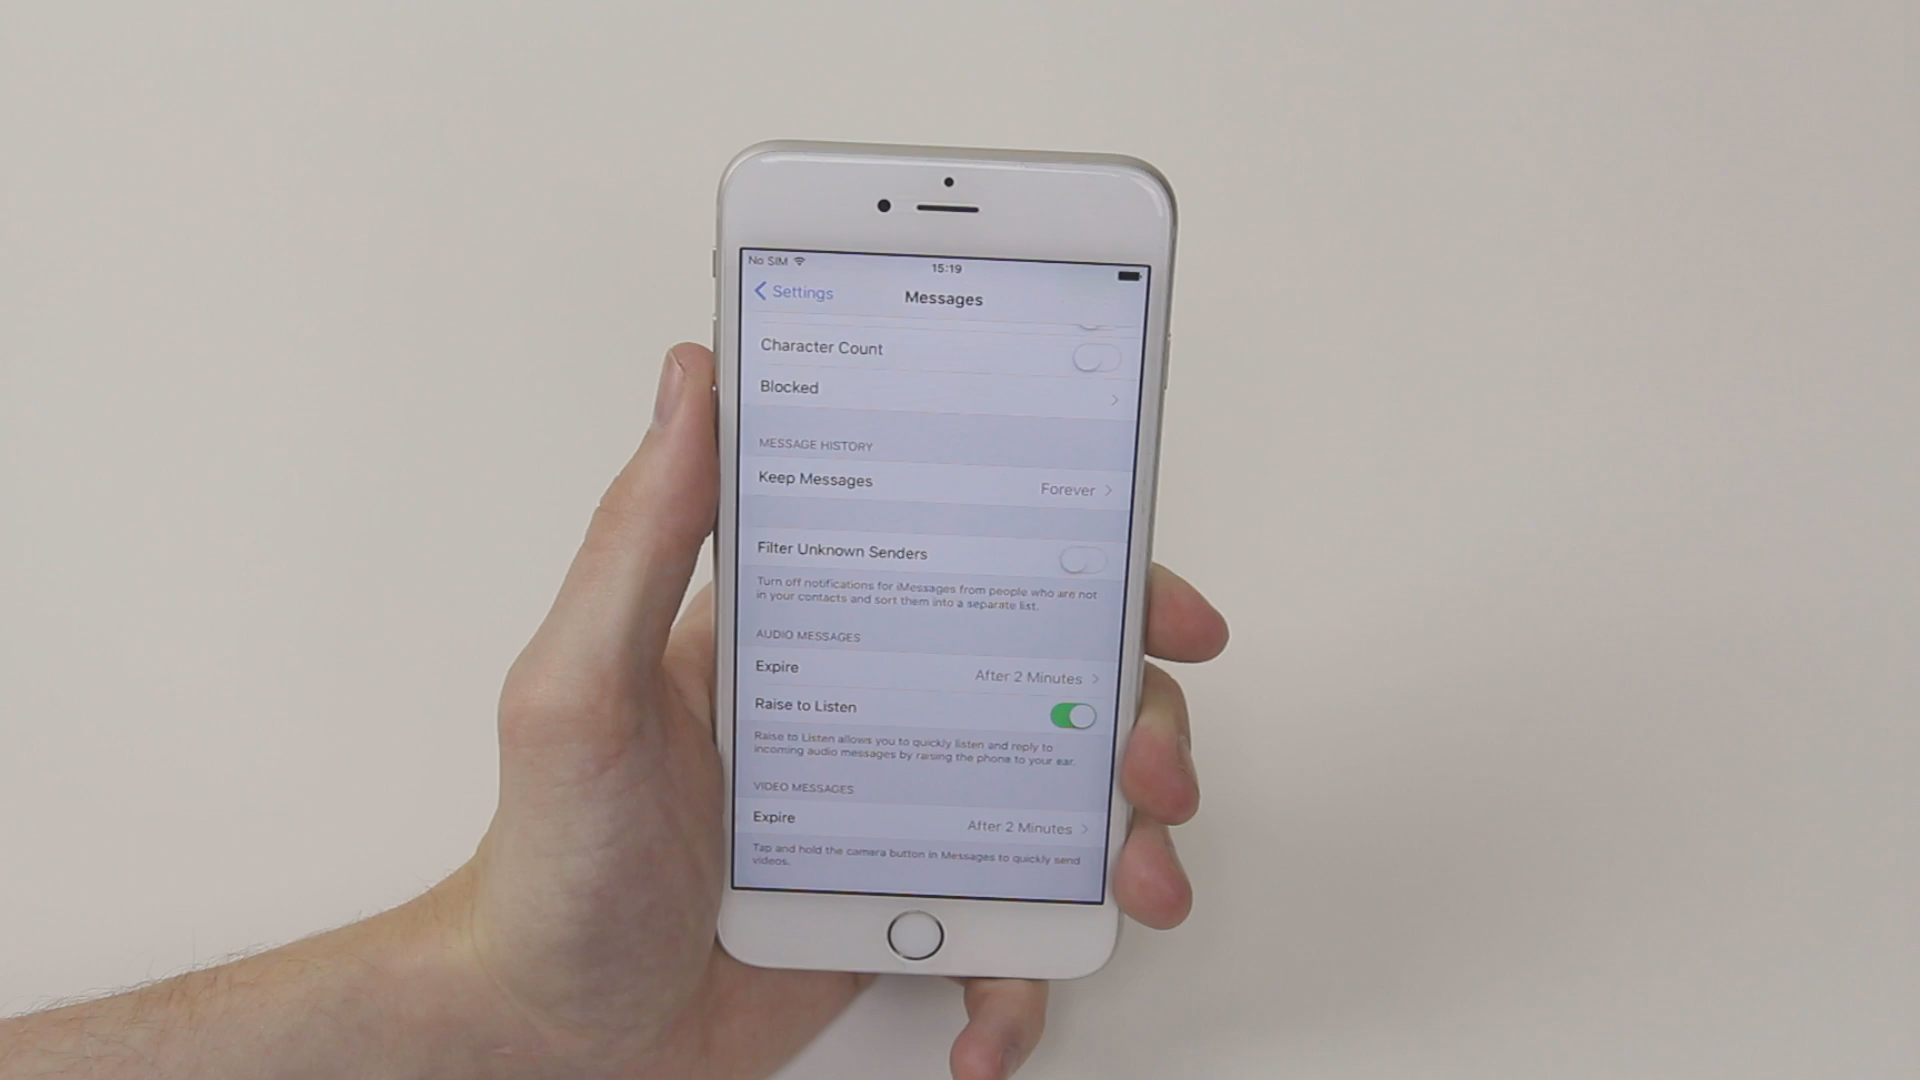 No SIM
15:19
Settings
Messages
Character Count
Blocked
MESSAGE HISTORY
Keep Messages Forever
Filter Unknown Senders
Turn off notifications for iMessages from people who are not
in your contacts and sort them into a separate list.
AUDIO MESSAGES
Expire After 2 Minutes
Raise to Listen
Raise to Listen allows you to quickly listen and reply to
incoming audio messages by raising the phone to your ear.
VIDEO MESSAGES
Expire After 2 Minutes
Tap and hold the camera button in Messages to quickly send
videos.